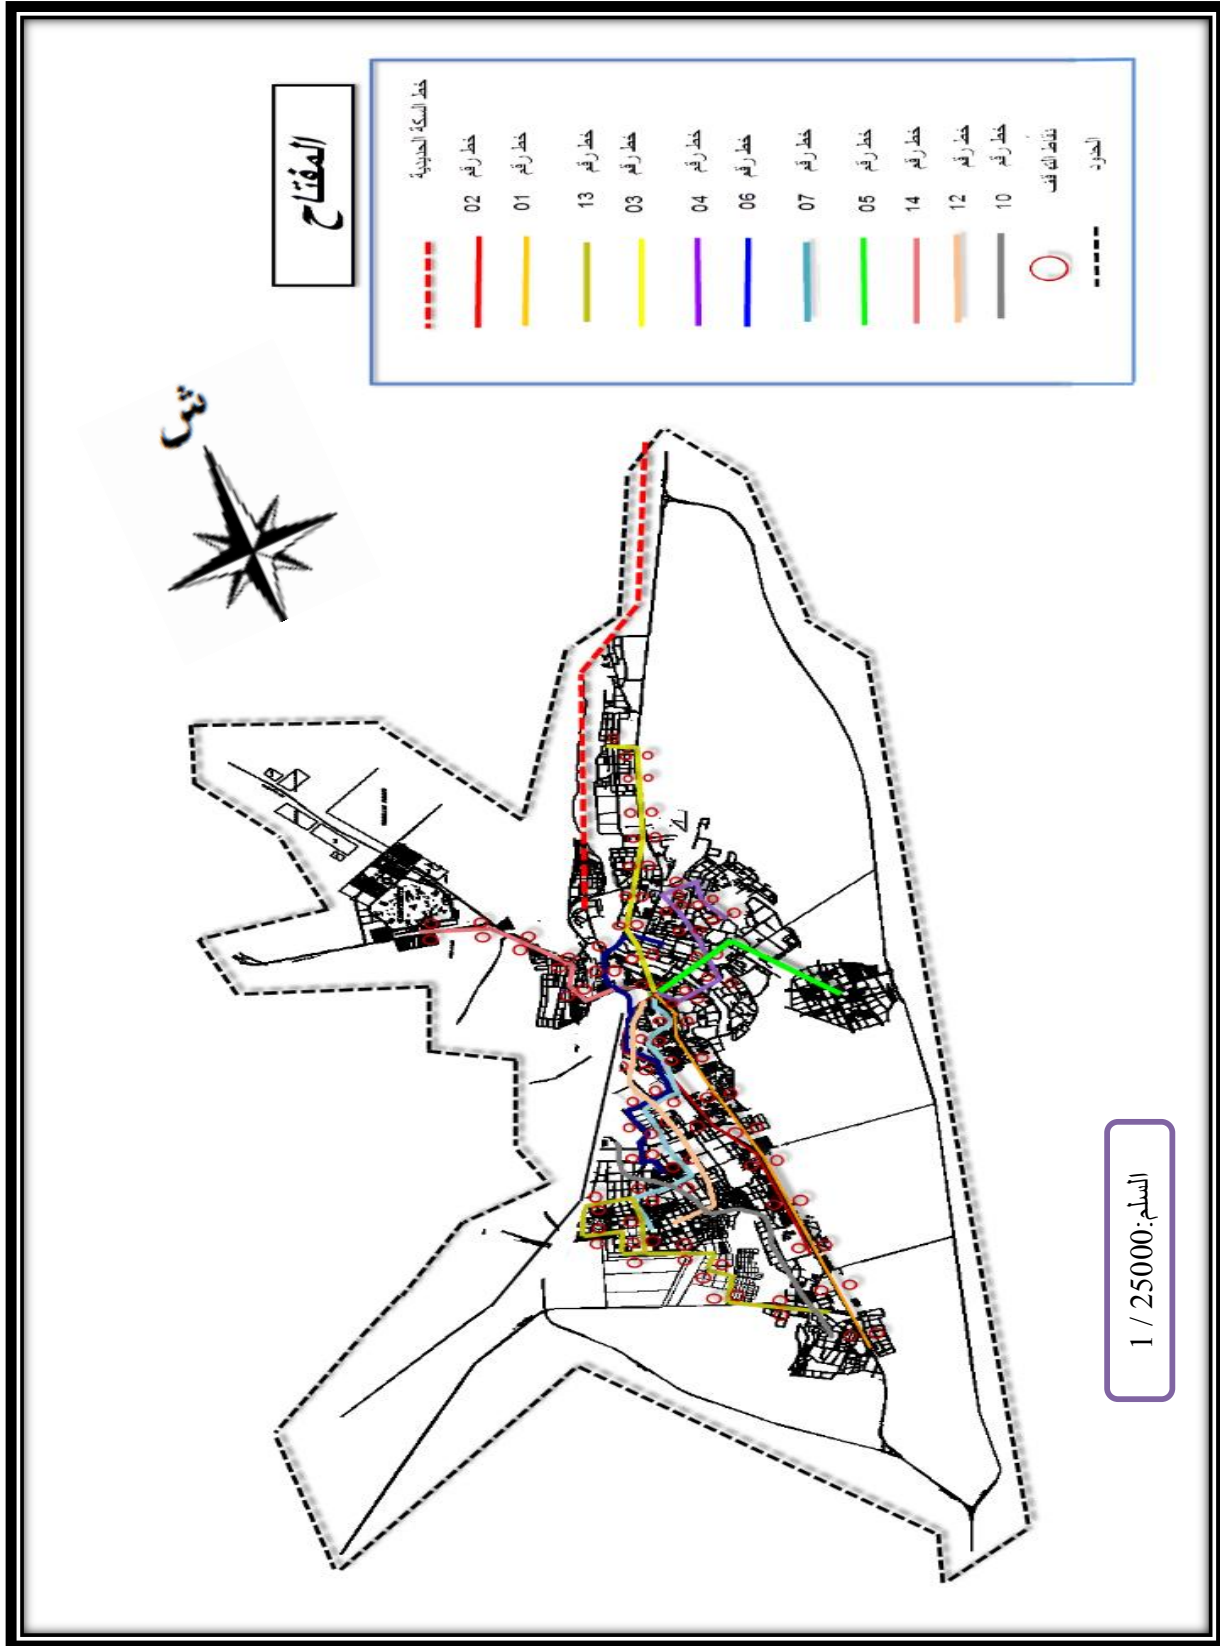 المفتاح
خط السكة الحديدية
خط رقم 02
خط رقم 01
خط رقم 13
خط رقم 03
خط رقم 04
خط رقم 06
خط رقم 07
خط رقم 05
خط رقم 14
خط رقم 12
خط رقم 10
نقاط التوقف
الحدود
ش
السلم:25000 / 1